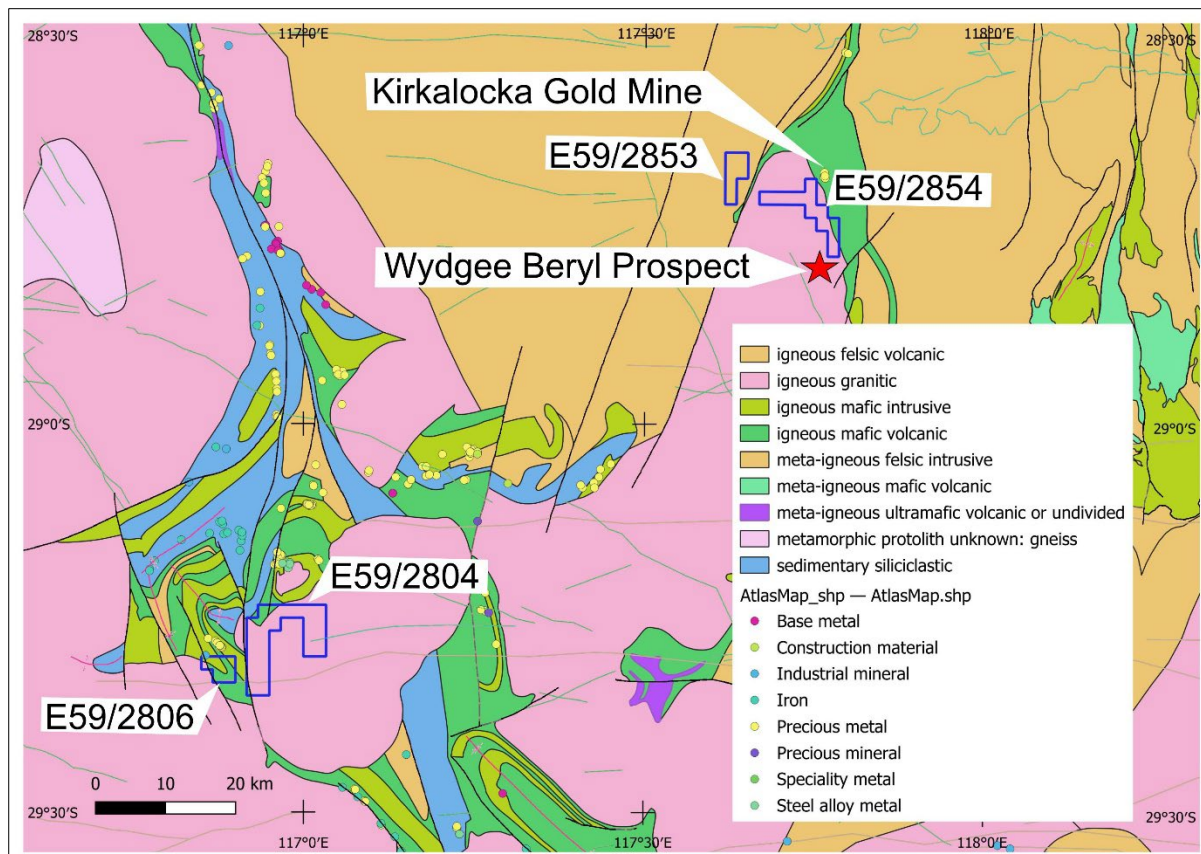 28°30'S
117°0'E
117°30'E
118°0'E
28°30'S
Kirkalocka Gold Mine
E59/2853
E59/2854
Wydgee Beryl Prospect
igneous felsic volcanic
igneous granitic
igneous mafic intrusive
29°0'S
igneous mafic volcanic
29°0'S
meta-igneous felsic intrusive
meta-igneous mafic volcanic
meta-igneous ultramafic volcanic or undivided
metamorphic protolith unknown: gneiss
sedimentary siliciclastic
E59/2804
AtlasMap_shp — AtlasMap.shp
Base metal
Construction material
Industrial mineral
Iron
E59/2806
Precious metal
Precious mineral
0 10 20 km
Speciality metal
Steel alloy metal
29°30'S
117°0'E
117°30'E
118°0'E
29°30'S